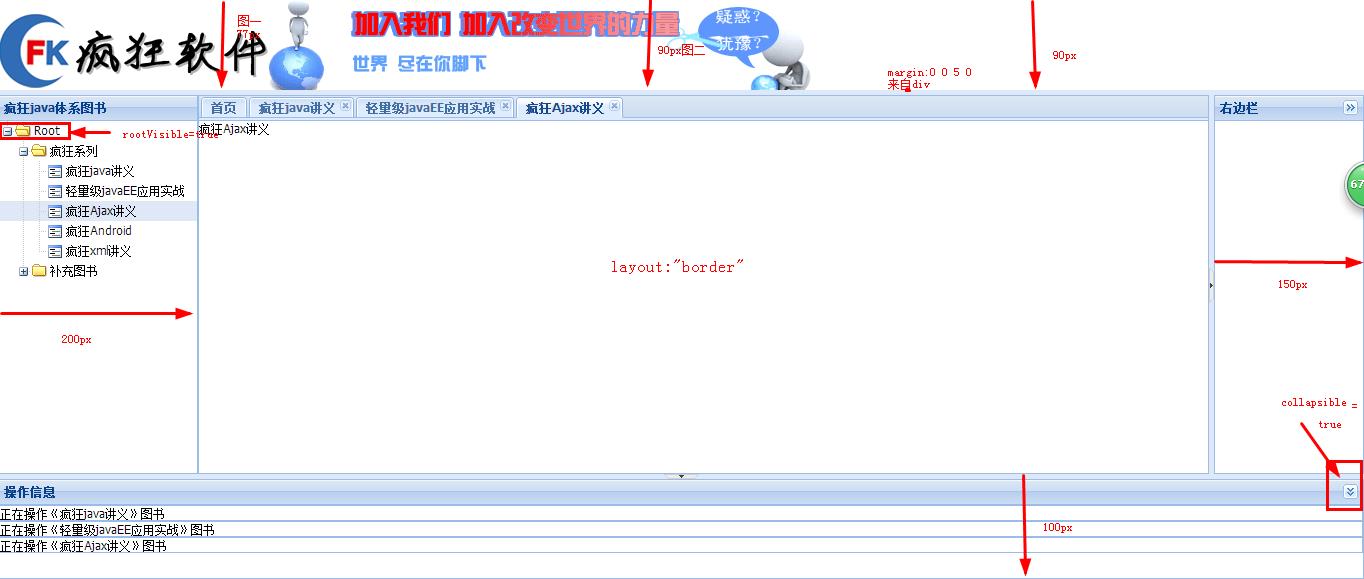 FK 疯狂软件
图一
77px
加入我们 加入改变世界的力量
世界 尽在你脚下
疑惑？
犹豫？
90px图二
margin:0 0 5 0
来自div
90px
疯狂java体系图书
首页
疯狂java讲义
轻量级javaEE应用实战
疯狂Ajax讲义
右边栏
Root
rootVisible=true
疯狂Ajax讲义
疯狂系列
疯狂java讲义
轻量级javaEE应用实战
疯狂Ajax讲义
疯狂Android
疯狂xml讲义
补充图书
67
layout:"border"
150px
200px
collapsible =
true
操作信息
正在操作《疯狂java讲义》图书
正在操作《轻量级javaEE应用实战》图书
正在操作《疯狂Ajax讲义》图书
100px